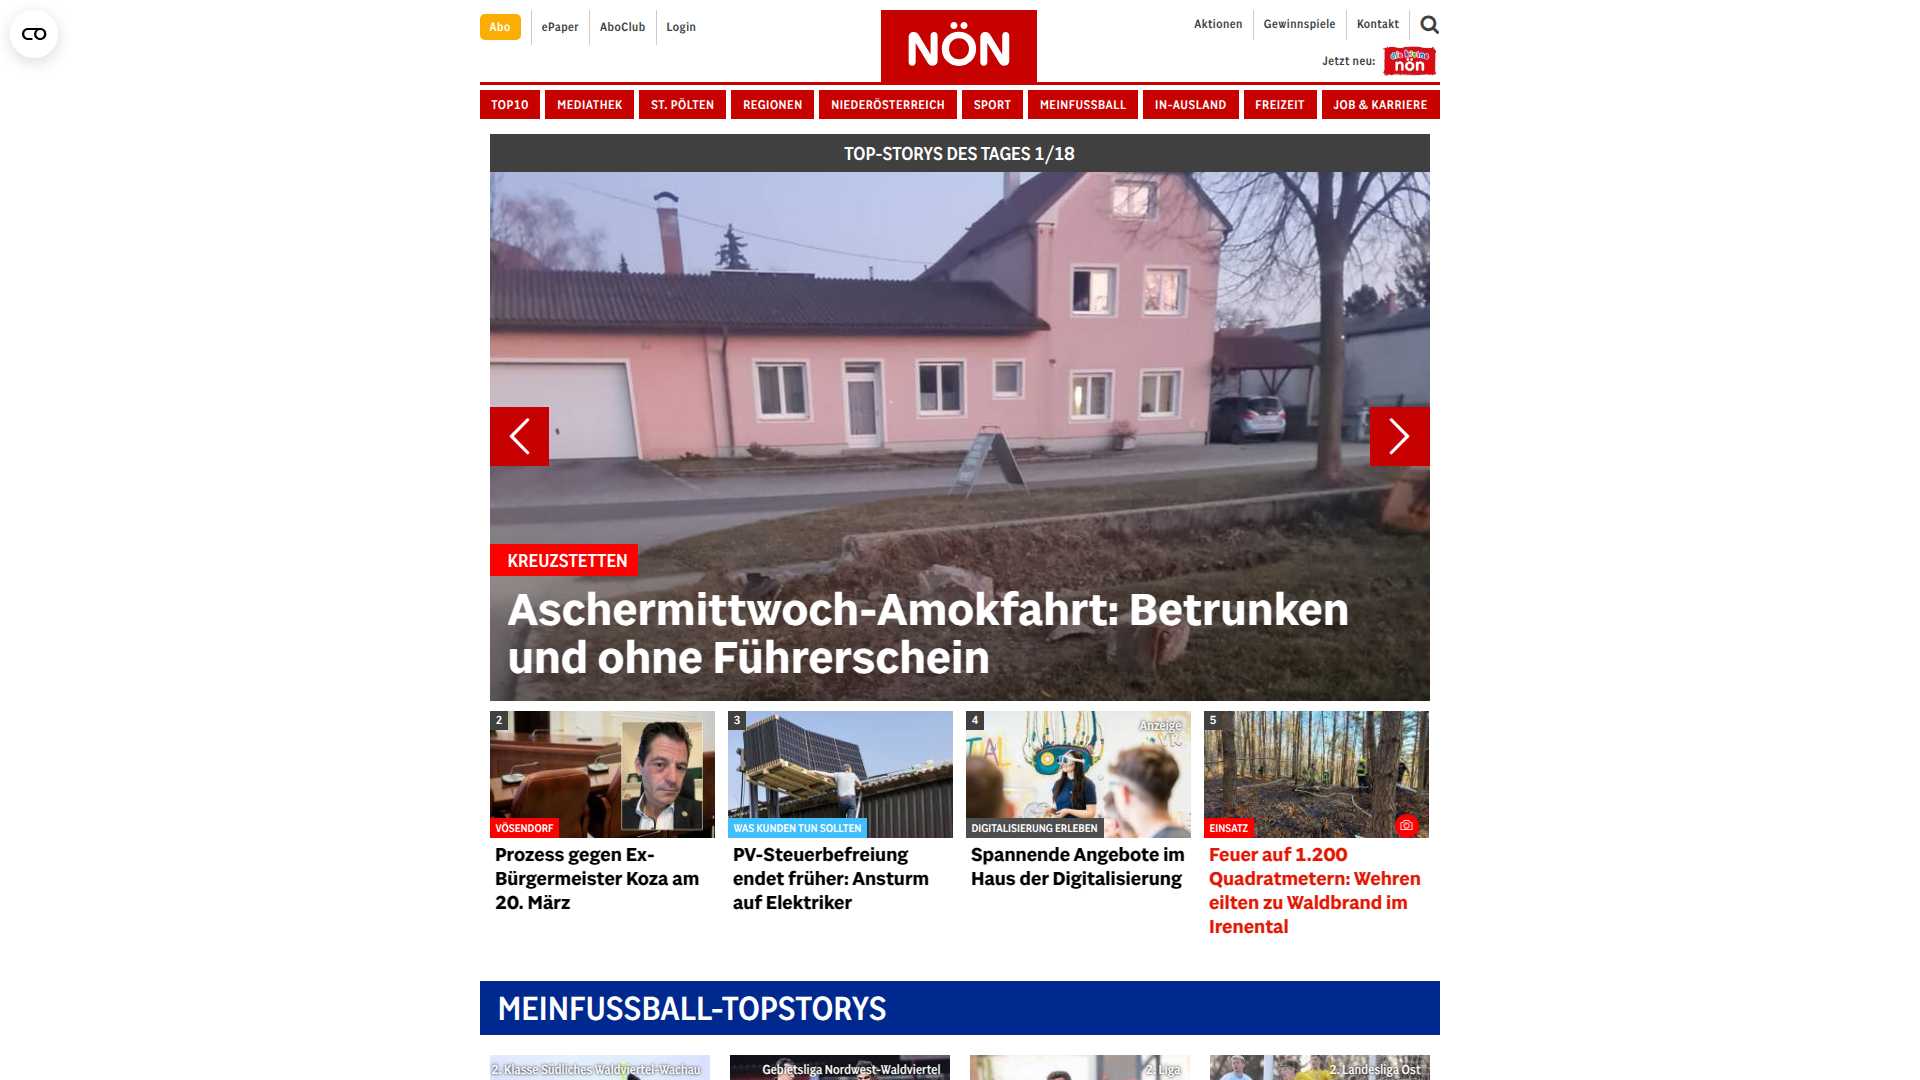 Abo
ePaper
AboClub
Login
NÖN
Aktionen
Gewinnspiele
Kontakt
Jetzt neu:
die kleine
nön
TOP10
MEDIATHEK
ST. PÖLTEN
REGIONEN
NIEDERÖSTERREICH
SPORT
MEINFUSSBALL
IN-AUSLAND
FREIZEIT
JOB & KARRIERE
TOP-STORYS DES TAGES 1/18
KREUZSTETTEN
Aschermittwoch-Amokfahrt: Betrunken
und ohne Führerschein
2
VÖSENDORF
Prozess gegen Ex-
Bürgermeister Koza am
20. März
3
WAS KUNDEN TUN SOLLTEN
PV-Steuerbefreiung
endet früher: Ansturm
auf Elektriker
4
Anzeige
DIGITALISIERUNG ERLEBEN
Spannende Angebote im
Haus der Digitalisierung
5
EINSATZ
Feuer auf 1.200
Quadratmetern: Wehren
eilten zu Waldbrand im
Irenental
MEINFUSSBALL-TOPSTORYS
2. Klasse Südliches Waldviertel-Wachau
Gebietsliga Nordwest-Waldviertel
2. Liga
2. Landesliga Ost